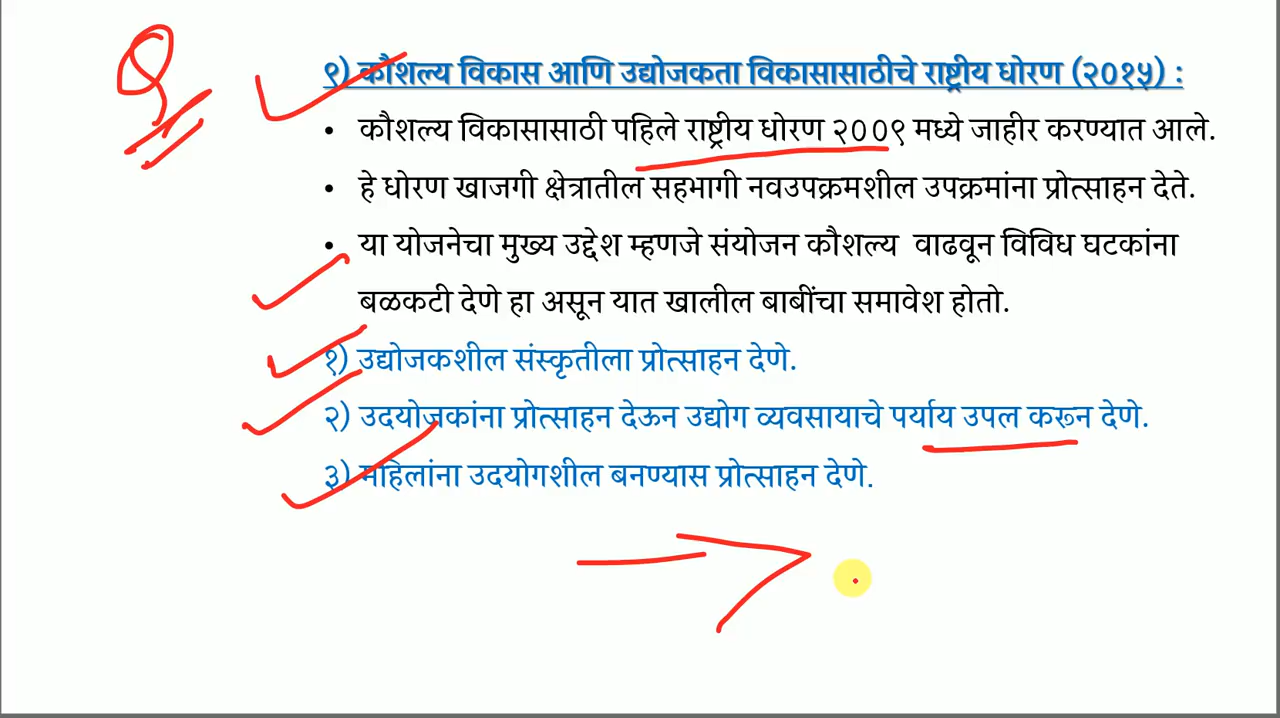 ९) कौशल्य विकास आणि उद्योजकता विकासासाठीचे राष्ट्रीय धोरण (२०१५) :
• कौशल्य विकासासाठी पहिले राष्ट्रीय धोरण २००९ मध्ये जाहीर करण्यात आले.
• हे धोरण खाजगी क्षेत्रातील सहभागी नवउपक्रमशील उपक्रमांना प्रोत्साहन देते.
• या योजनेचा मुख्य उद्देश म्हणजे संयोजन कौशल्य वाढवून विविध घटकांना
बळकटी देणे हा असून यात खालील बाबींचा समावेश होतो.
१) उद्योजकशील संस्कृतीला प्रोत्साहन देणे.
२) उदयोजकांना प्रोत्साहन देऊन उद्योग व्यवसायाचे पर्याय उपल करून देणे.
३) महिलांना उदयोगशील बनण्यास प्रोत्साहन देणे.